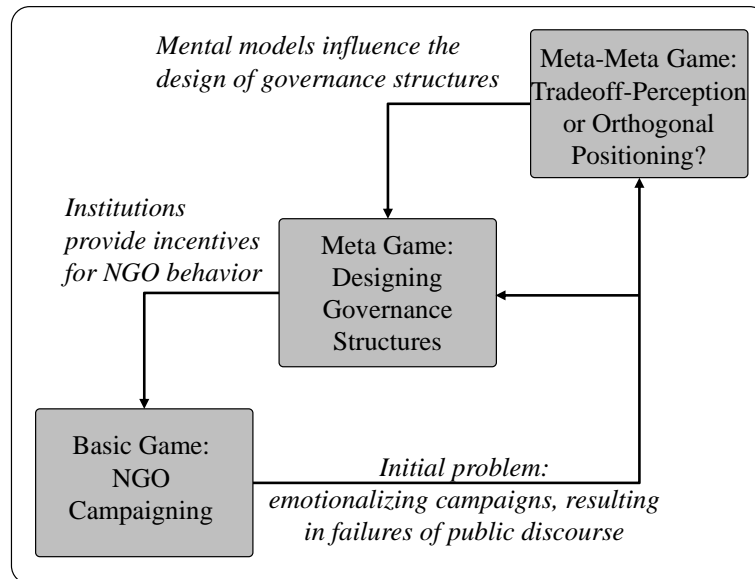 Mental models influence the
design of governance structures
Meta-Meta Game:
Tradeoff-Perception
or Orthogonal
Positioning?
Institutions
provide incentives
for NGO behavior
Meta Game:
Designing
Governance
Structures
Basic Game:
NGO
Campaigning
Initial problem:
emotionalizing campaigns, resulting
in failures of public discourse